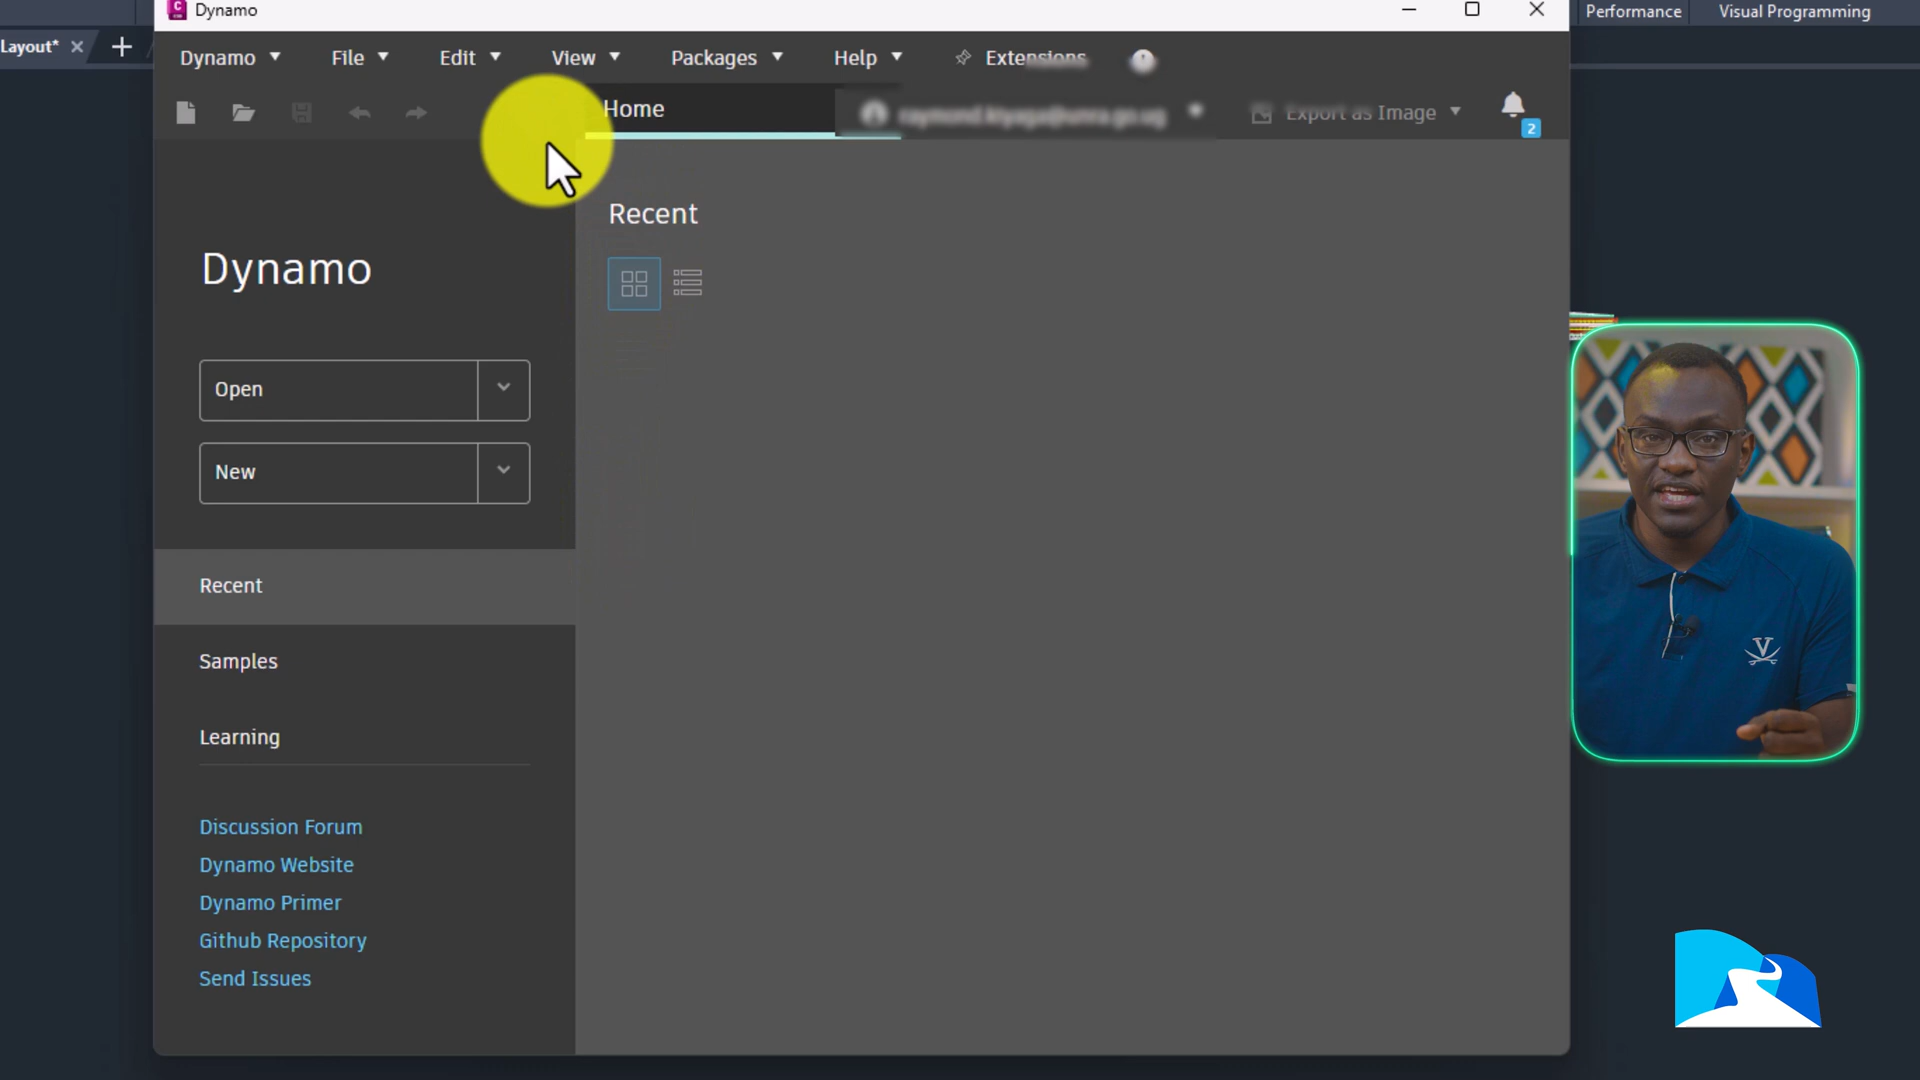 Dynamo
Performance
Visual Programming
Layout*
Dynamo
File
Edit
View
Packages
Help
Extensions
Home
Export as Image
2
Recent
Dynamo
Open
New
Recent
Samples
Learning
Discussion Forum
Dynamo Website
Dynamo Primer
Github Repository
Send Issues
V